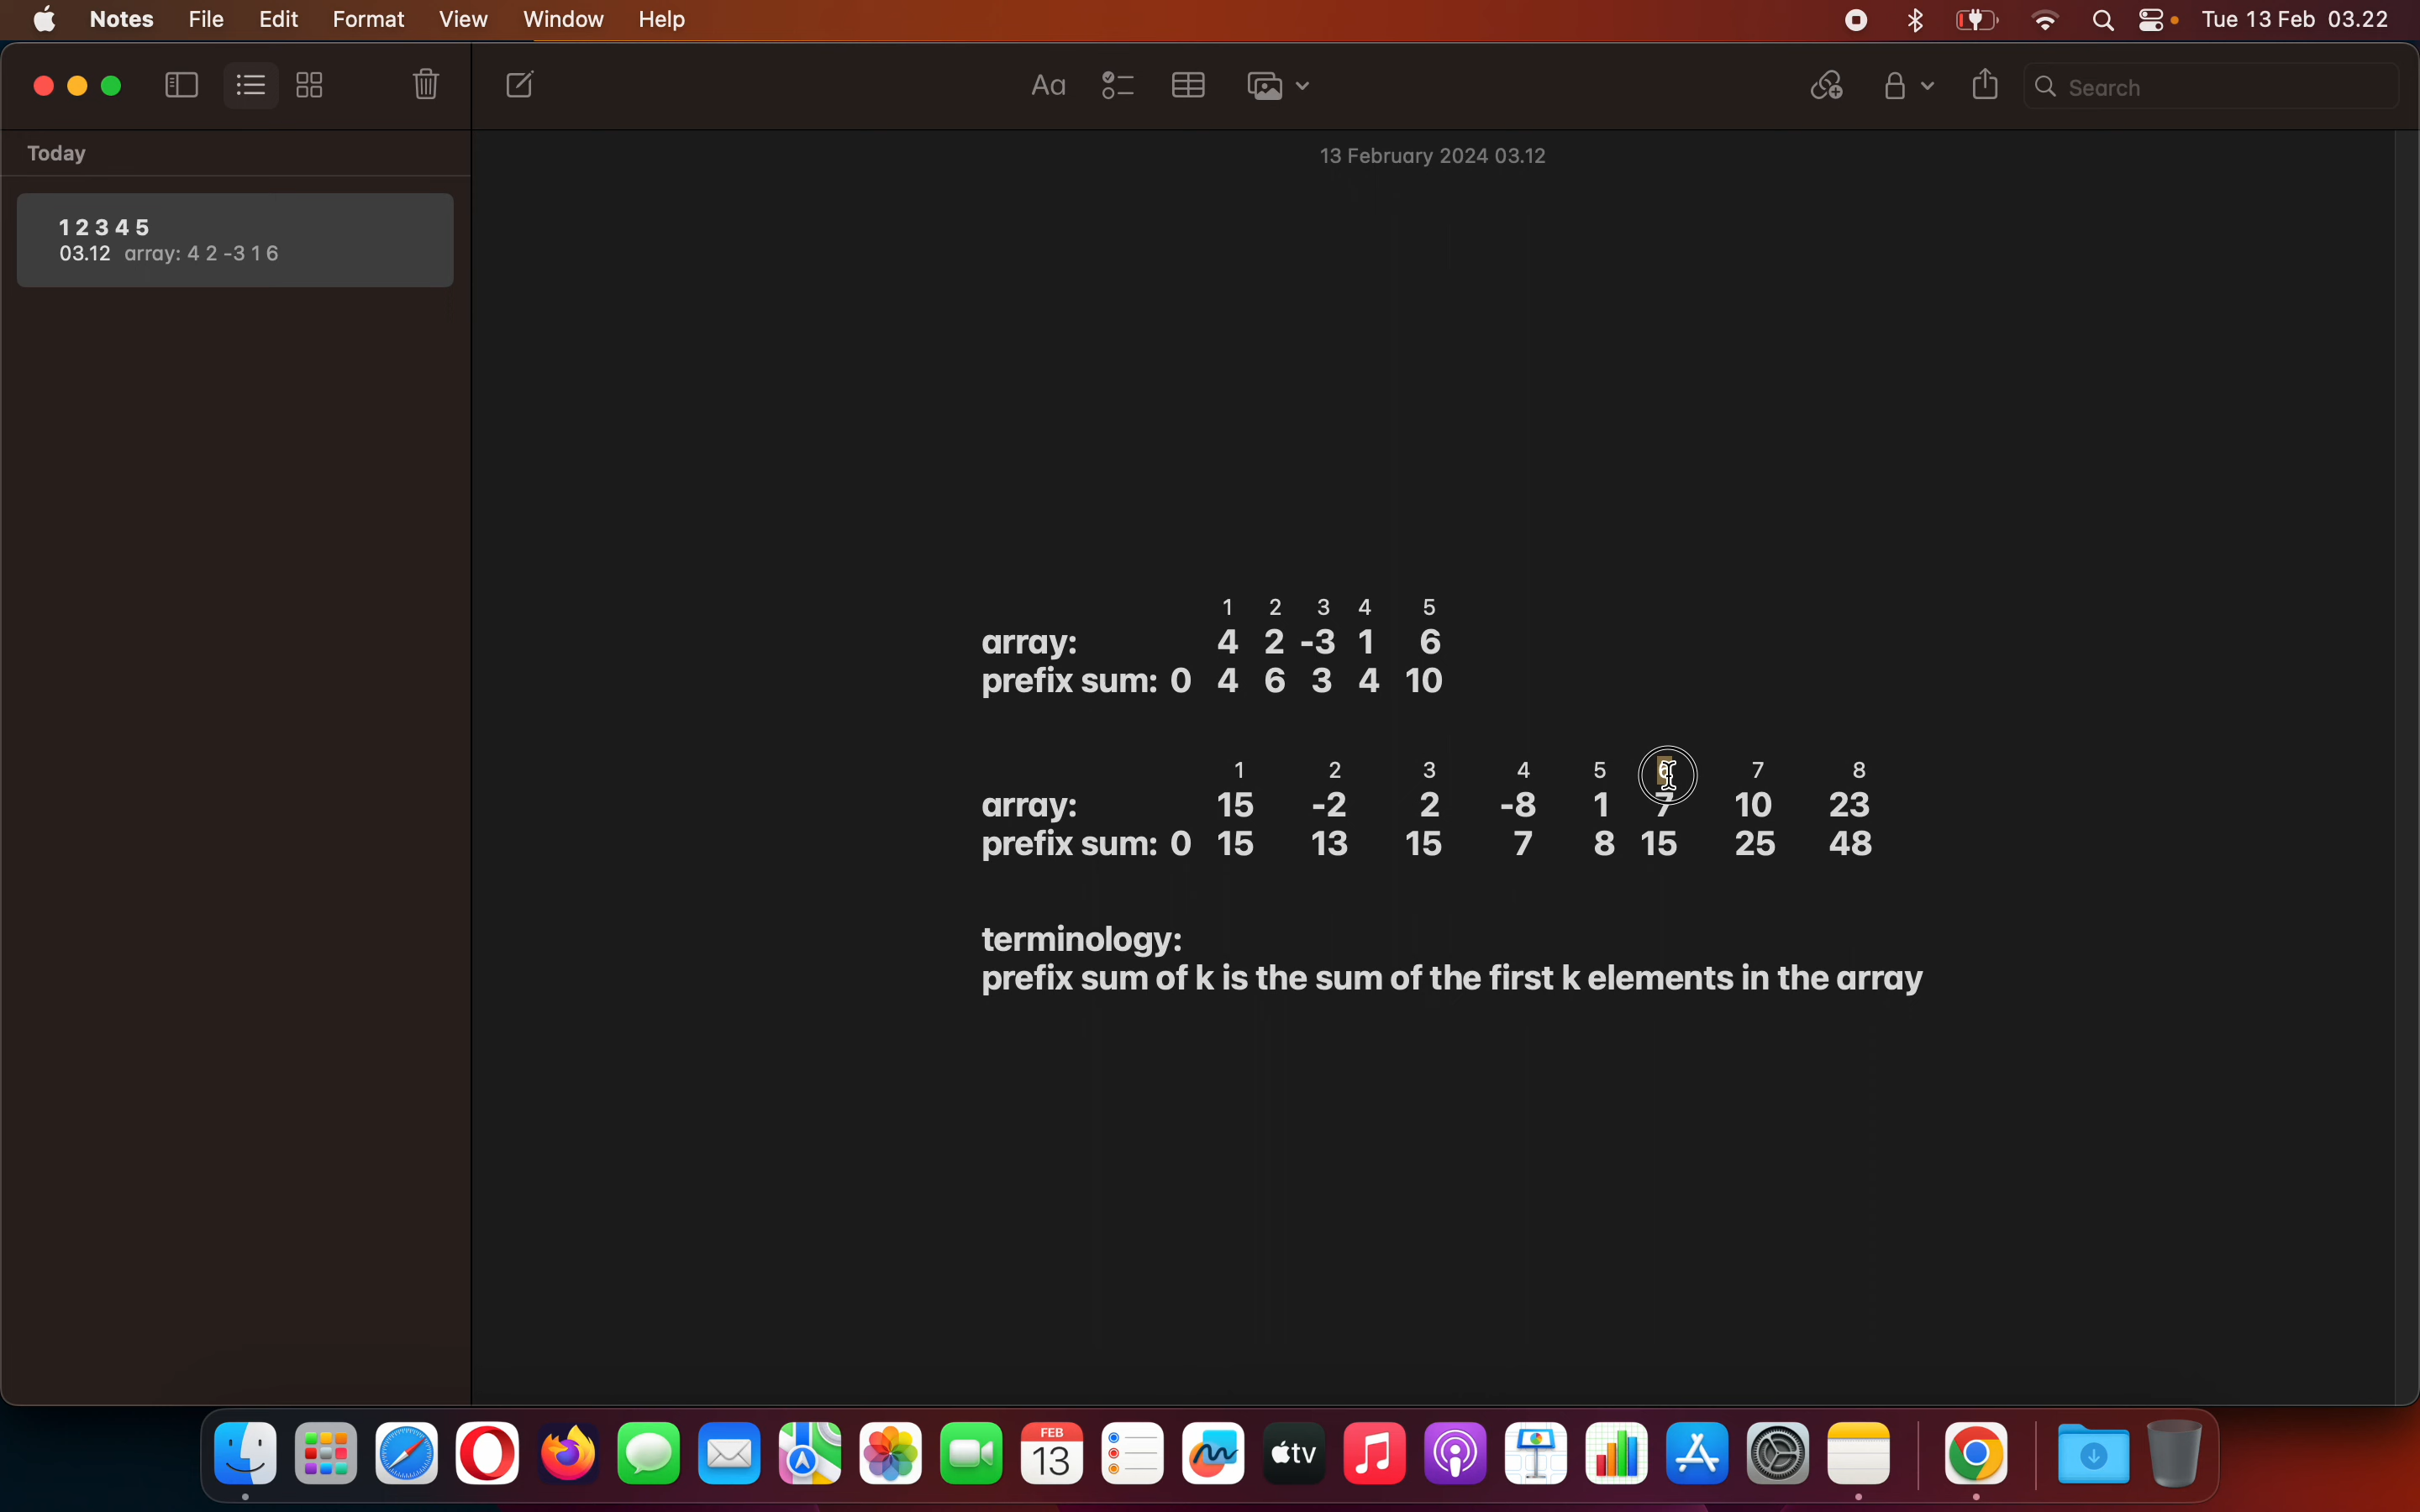 Notes File Edit Format View Window Help Tue 13 Feb 03.22
Aa Search
Today
13 February 2024 03.12
1 2 3 4 5
03.12 array: 4 2 -3 1 6
1 2 3 4 5
array: 4 2 -3 1 6
prefix sum: 0 4 6 3 4 10
1 2 3 4 5 6 7 8
array: 15 -2 2 -8 1 7 10 23
prefix sum: 0 15 13 15 7 8 15 25 48
terminology:
prefix sum of k is the sum of the first k elements in the array
FEB
13
tv